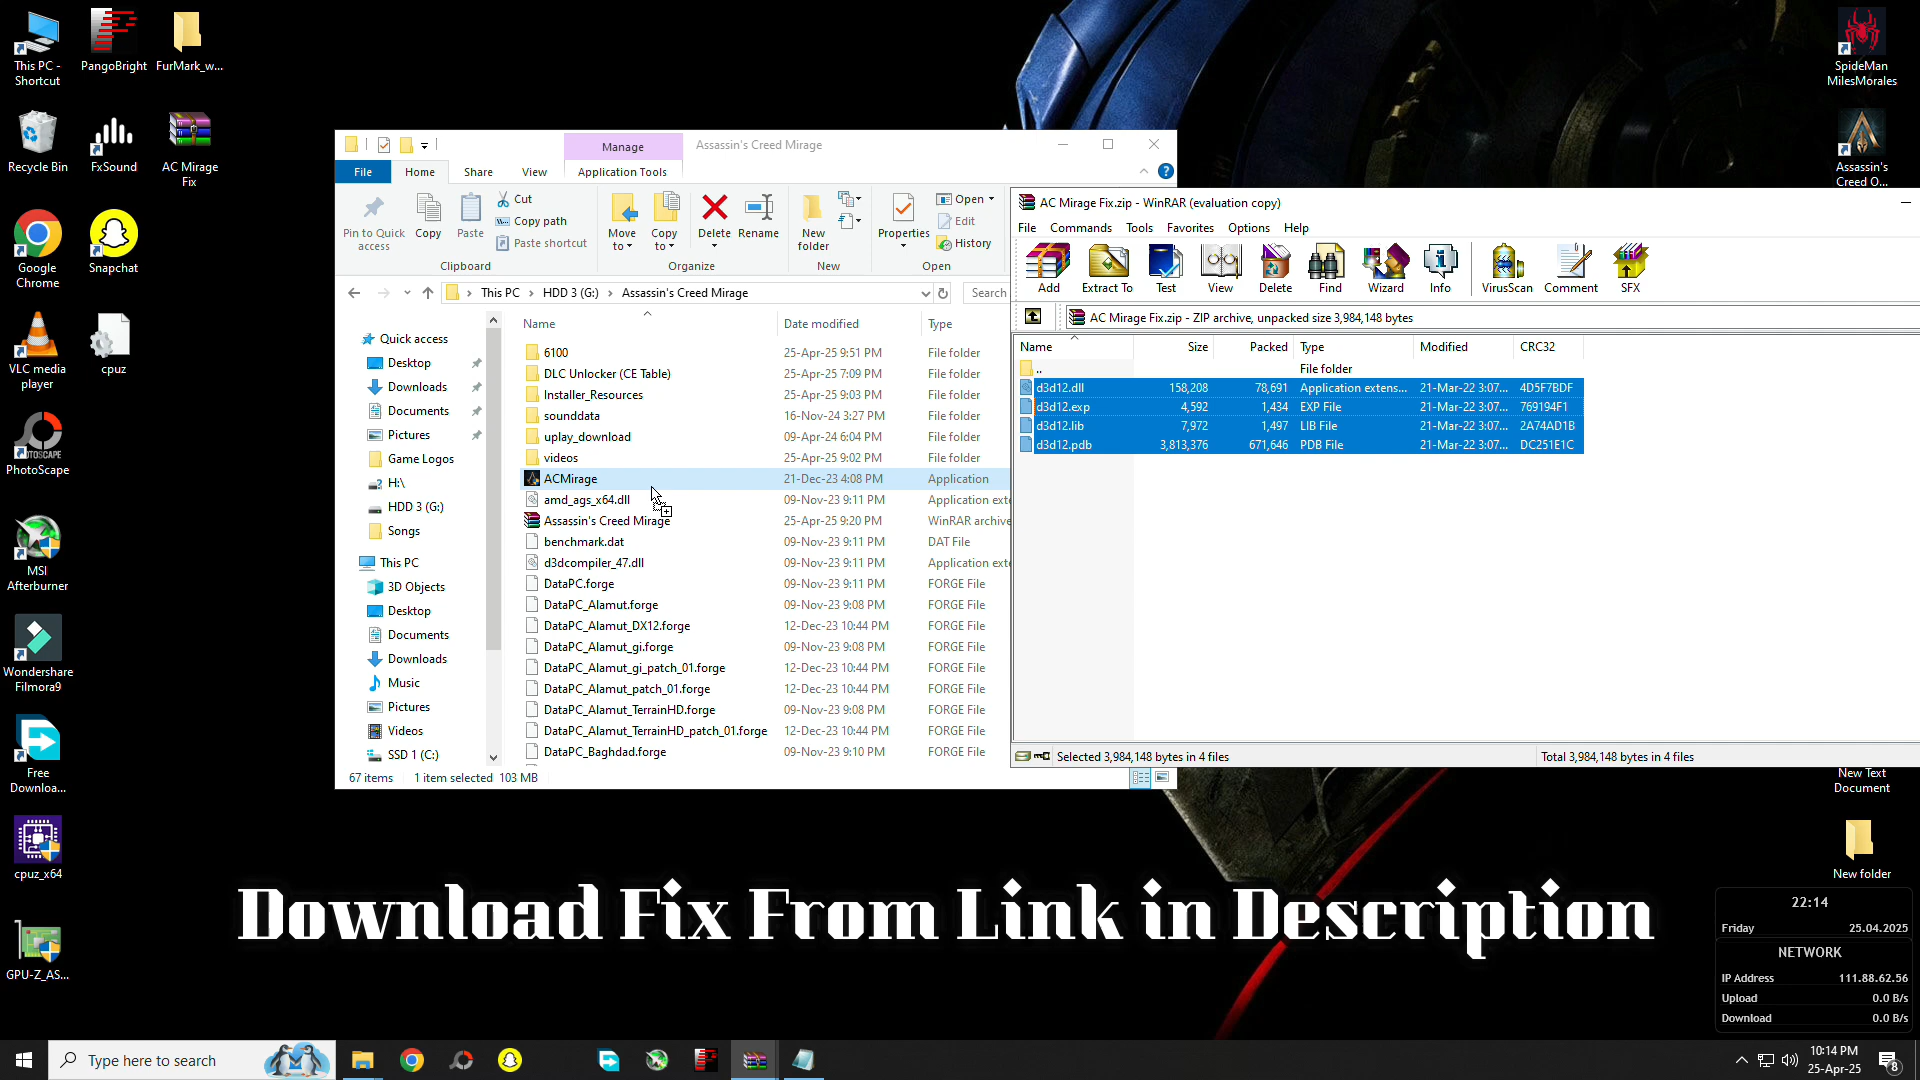 This PC -
Shortcut
PangoBright
FurMark_w...
Recycle Bin
FxSound
AC Mirage
Fix
Google
Chrome
Snapchat
VLC media
player
cpuz
PhotoScape
MSI
Afterburner
Wondershare
Filmora9
Free
Downloa...
cpuz_x64
GPU-Z_AS...
SpideMan
MilesMorales
Assassin's
Creed O...
Manage
Assassin's Creed Mirage
File
Home
Share
View
Application Tools
Pin to Quick
access
Copy
Paste
Cut
Copy path
Paste shortcut
Clipboard
Move
to
Copy
to
Delete
Rename
Organize
New
folder
New
Properties
Open
Edit
History
Open
This PC
HDD 3 (G:)
Assassin's Creed Mirage
Search
Name
Date modified
Type
Quick access
Desktop
Downloads
Documents
Pictures
Game Logos
H:\
HDD 3 (G:)
Songs
This PC
3D Objects
Desktop
Documents
Downloads
Music
Pictures
Videos
SSD 1 (C:)
6100 25-Apr-25 9:51 PM File folder
DLC Unlocker (CE Table) 25-Apr-25 7:09 PM File folder
Installer_Resources 25-Apr-25 9:03 PM File folder
sounddata 16-Nov-24 3:27 PM File folder
uplay_download 09-Apr-24 6:04 PM File folder
videos 25-Apr-25 9:02 PM File folder
ACMirage 21-Dec-23 4:08 PM Application
amd_ags_x64.dll 09-Nov-23 9:11 PM Application exte
Assassin's Creed Mirage 25-Apr-25 9:20 PM WinRAR archive
benchmark.dat 09-Nov-23 9:11 PM DAT File
d3dcompiler_47.dll 09-Nov-23 9:11 PM Application exte
DataPC.forge 09-Nov-23 9:11 PM FORGE File
DataPC_Alamut.forge 09-Nov-23 9:08 PM FORGE File
DataPC_Alamut_DX12.forge 12-Dec-23 10:44 PM FORGE File
DataPC_Alamut_gi.forge 09-Nov-23 9:08 PM FORGE File
DataPC_Alamut_gi_patch_01.forge 12-Dec-23 10:44 PM FORGE File
DataPC_Alamut_patch_01.forge 12-Dec-23 10:44 PM FORGE File
DataPC_Alamut_TerrainHD.forge 09-Nov-23 9:08 PM FORGE File
DataPC_Alamut_TerrainHD_patch_01.forge 12-Dec-23 10:44 PM FORGE File
DataPC_Baghdad.forge 09-Nov-23 9:10 PM FORGE File
67 items 1 item selected 103 MB
AC Mirage Fix.zip - WinRAR (evaluation copy)
File Commands Tools Favorites Options Help
Add Extract To Test View Delete Find Wizard Info VirusScan Comment SFX
AC Mirage Fix.zip - ZIP archive, unpacked size 3,984,148 bytes
Name Size Packed Type Modified CRC32
.. File folder
d3d12.dll 158,208 78,691 Application extens... 21-Mar-22 3:07... 4D5F7BDF
d3d12.exp 4,592 1,434 EXP File 21-Mar-22 3:07... 769194F1
d3d12.lib 7,972 1,497 LIB File 21-Mar-22 3:07... 2A74AD1B
d3d12.pdb 3,813,376 671,646 PDB File 21-Mar-22 3:07... DC251E1C
Selected 3,984,148 bytes in 4 files
Total 3,984,148 bytes in 4 files
New Text
Document
New folder
Download Fix From Link in Description
22:14
Friday 25.04.2025
NETWORK
IP Address 111.88.62.56
Upload 0.0 B/s
Download 0.0 B/s
Type here to search
10:14 PM
25-Apr-25
8